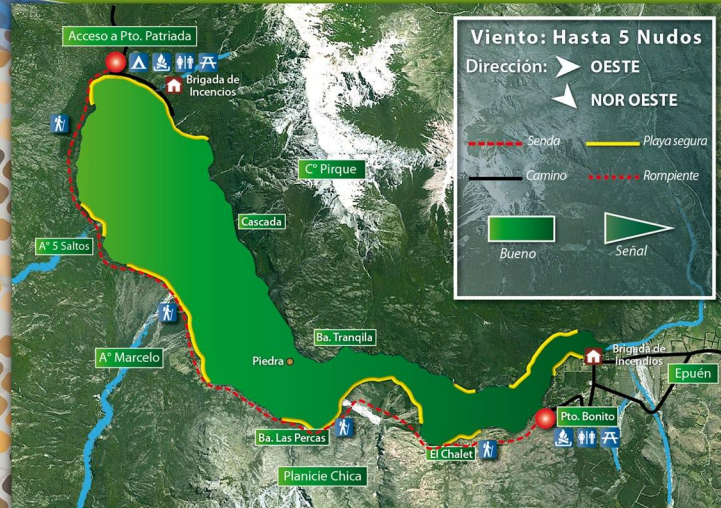 Acceso a Pto. Patriada
Brigada de
Incencios
Viento: Hasta 5 Nudos
Dirección: OESTE
NOR OESTE
Senda
Playa segura
Camino
Rompiente
Bueno
Señal
C° Pirque
Cascada
A° 5 Saltos
Ba. Tranqila
A° Marcelo
Piedra
Brigada de
Incendios
Epuén
Pto. Bonito
Ba. Las Percas
El Chalet
Planicie Chica